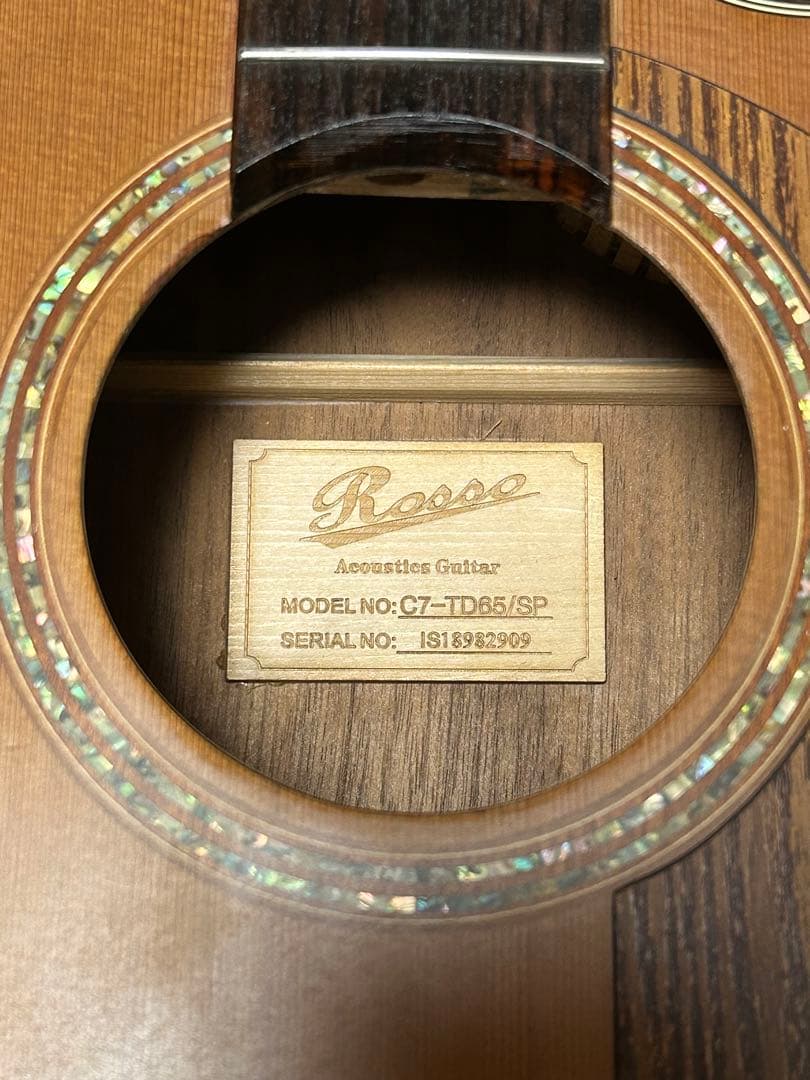 Rosso
Acoustics Guitar
MODEL NO: C7-TD65/SP
SERIAL NO: IS18982909